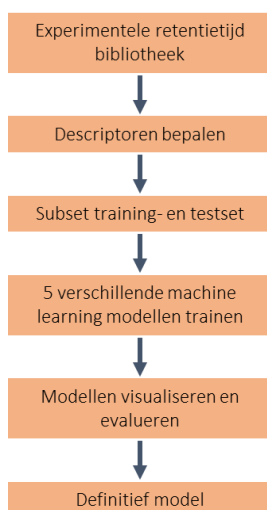 Experimentele retentietijd
bibliotheek
Descriptoren bepalen
Subset training- en testset
5 verschillende machine
learning modellen trainen
Modellen visualiseren en
evalueren
Definitief model